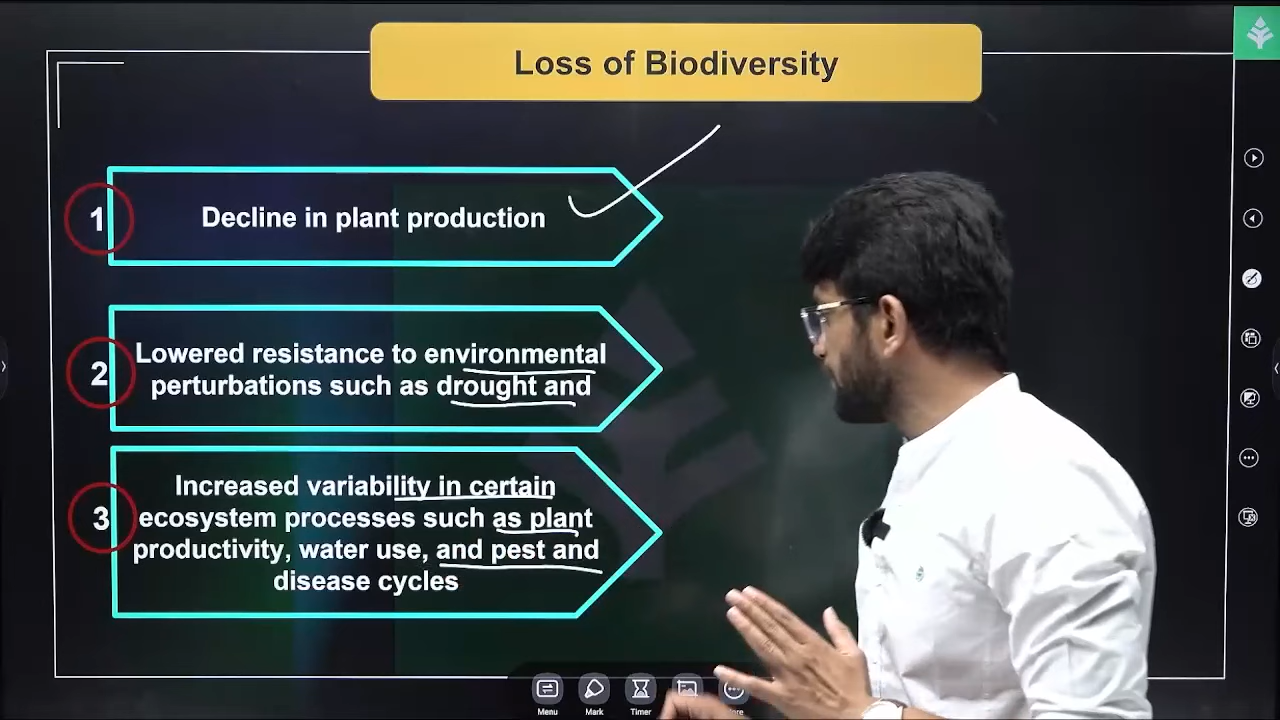 Loss of Biodiversity
1
Decline in plant production
2
Lowered resistance to environmental
perturbations such as drought and
3
Increased variability in certain
ecosystem processes such as plant
productivity, water use, and pest and
disease cycles
Menu
Mark
Timer